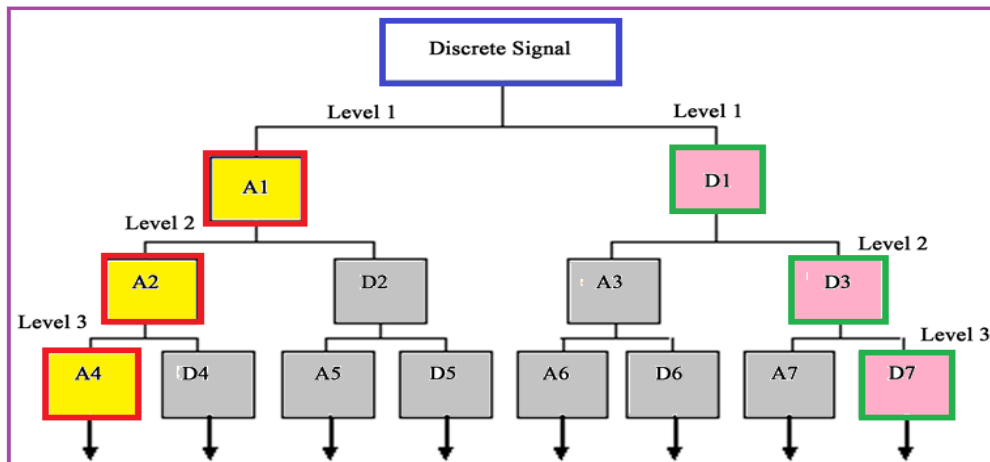 Discrete Signal
Level 1
Level 1
A1
D1
Level 2
Level 2
A2
D2
A3
D3
Level 3
Level 3
A4
D4
A5
D5
A6
D6
A7
D7